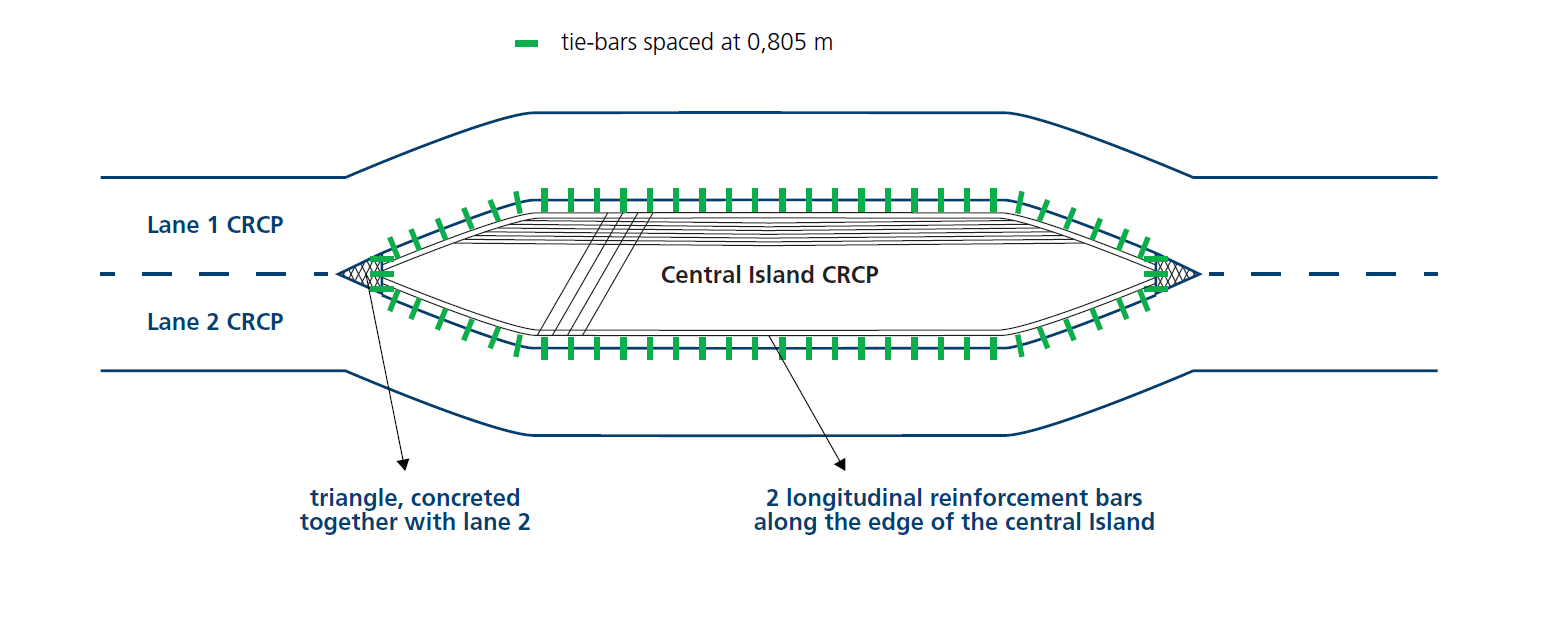 tie-bars spaced at 0,805 m
Lane 1 CRCP
Central Island CRCP
Lane 2 CRCP
triangle, concreted
together with lane 2
2 longitudinal reinforcement bars
along the edge of the central Island